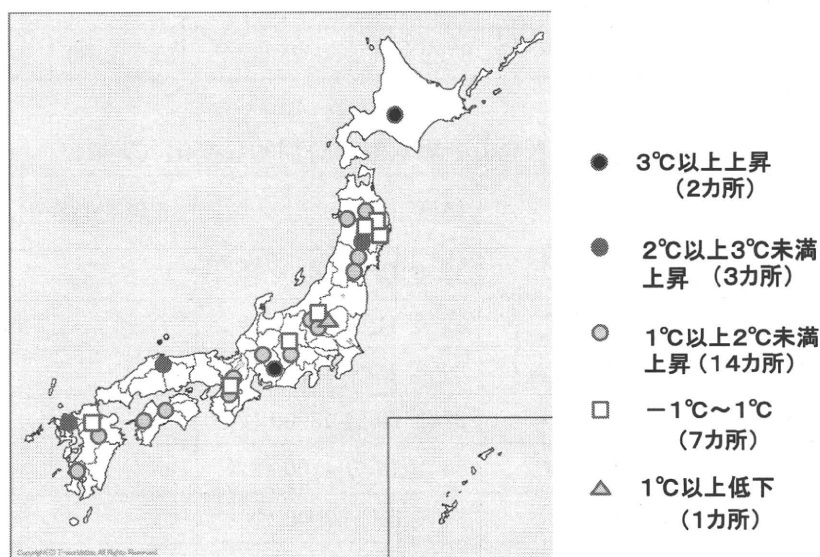 3℃以上上昇
(2カ所)
2℃以上3℃未満
上昇 (3カ所)
1℃以上2℃未満
上昇(14カ所)
－1℃～1℃
(7カ所)
1℃以上低下
(1カ所)